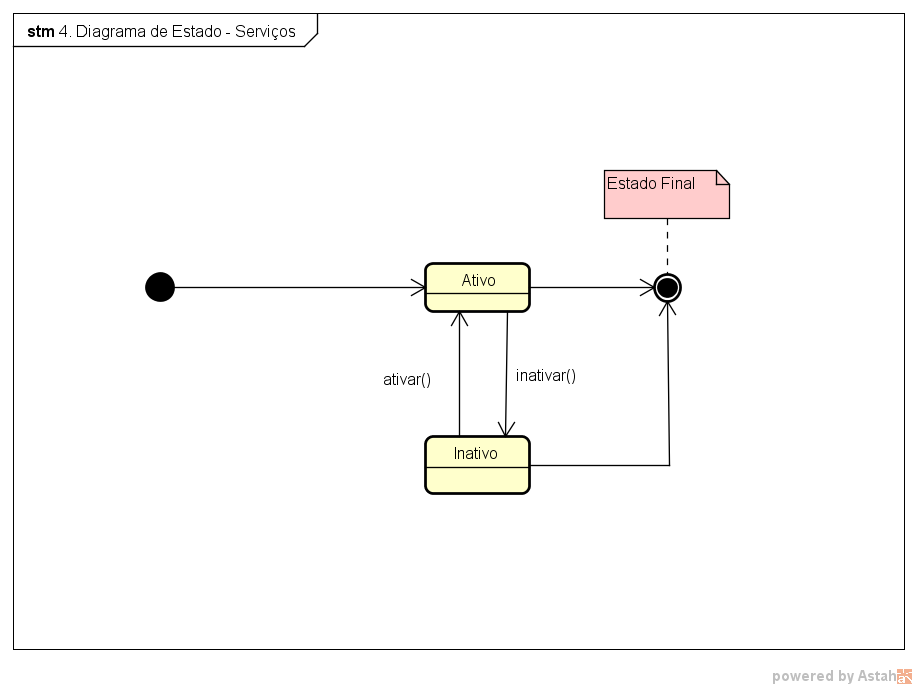 stm 4. Diagrama de Estado - Serviços
Estado Final
Ativo
ativar()
inativar()
Inativo
powered by Astah